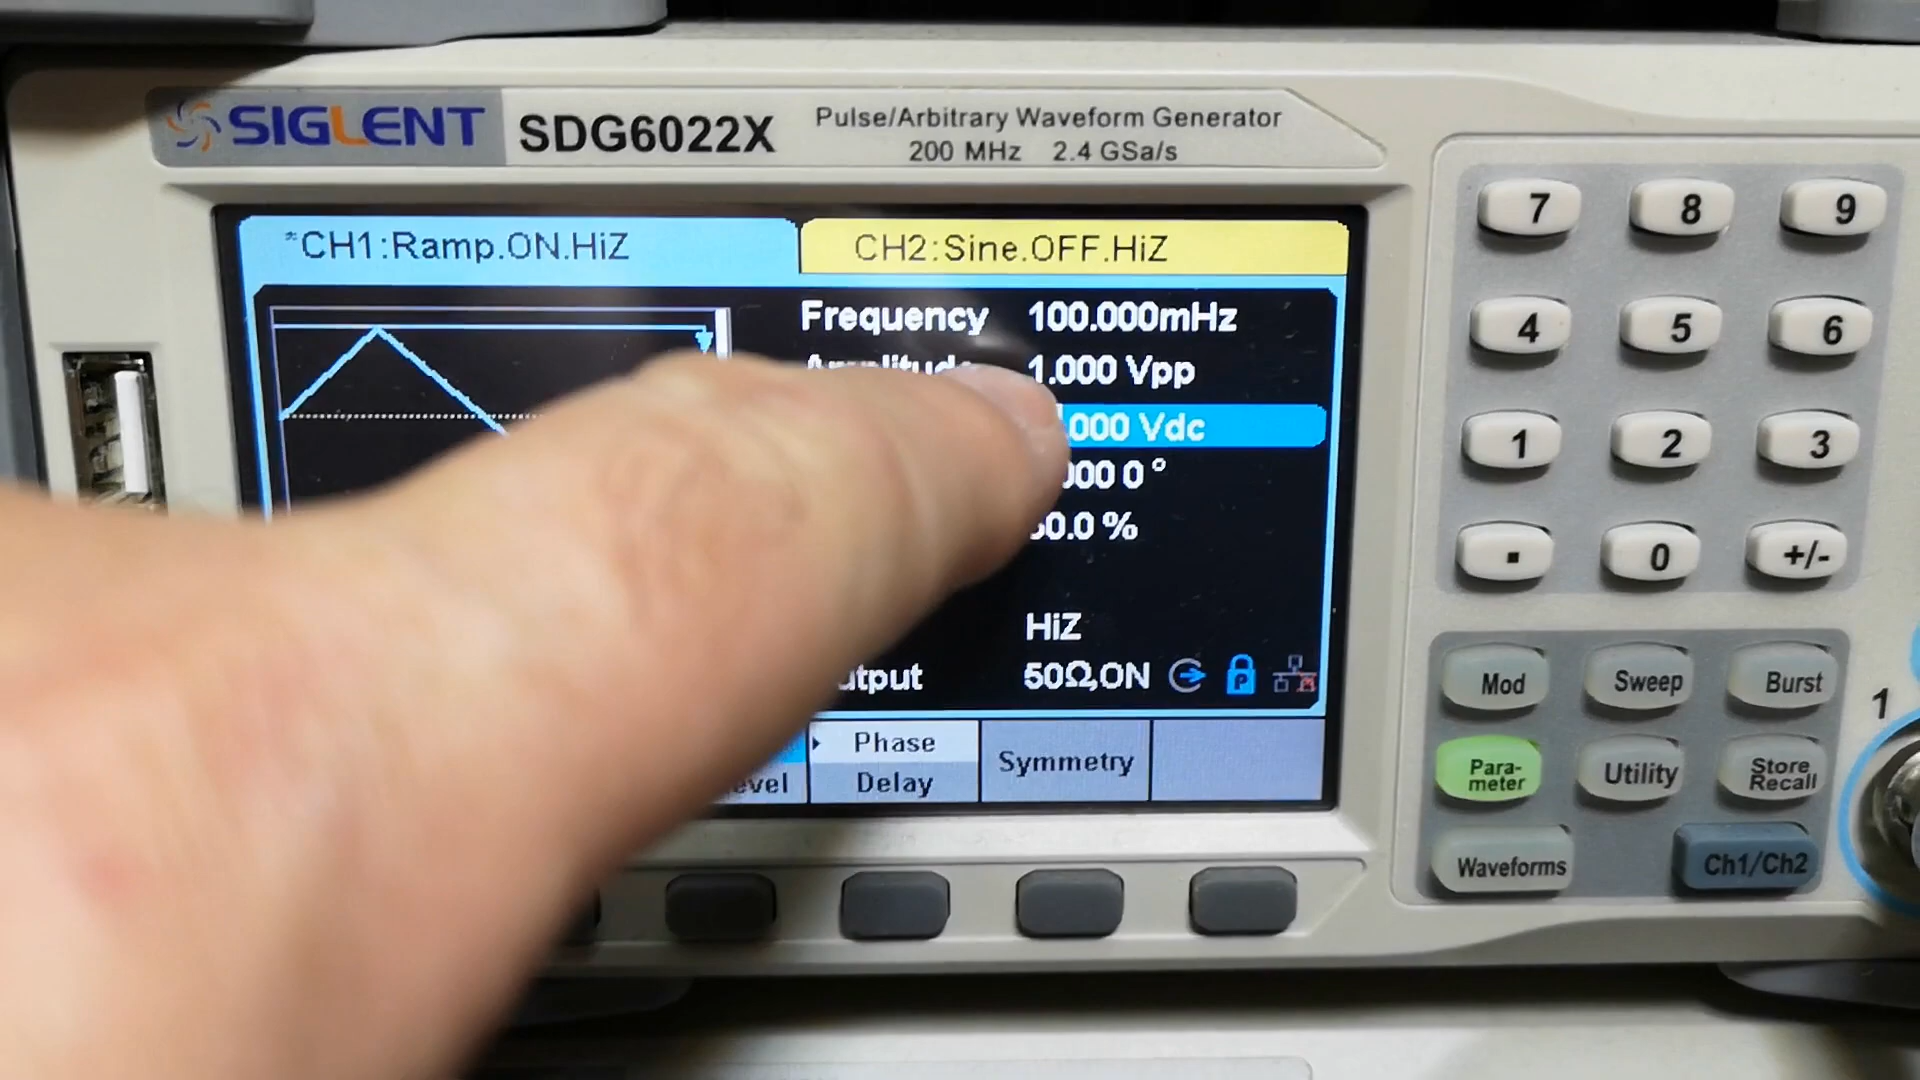 SIGLENT SDG6022X Pulse/Arbitrary Waveform Generator
200 MHz 2.4 GSa/s
*CH1:Ramp.ON.HiZ CH2:Sine.OFF.HiZ
Frequency 100.000mHz
1.000 Vpp
.000 Vdc
000 0°
0.0 %
HiZ
50Ω,ON
Phase
Delay
Symmetry
7 8 9
4 5 6
1 2 3
. 0 +/-
Mod Sweep Burst
Para-
meter
Utility
Store
Recall
Waveforms Ch1/Ch2
1